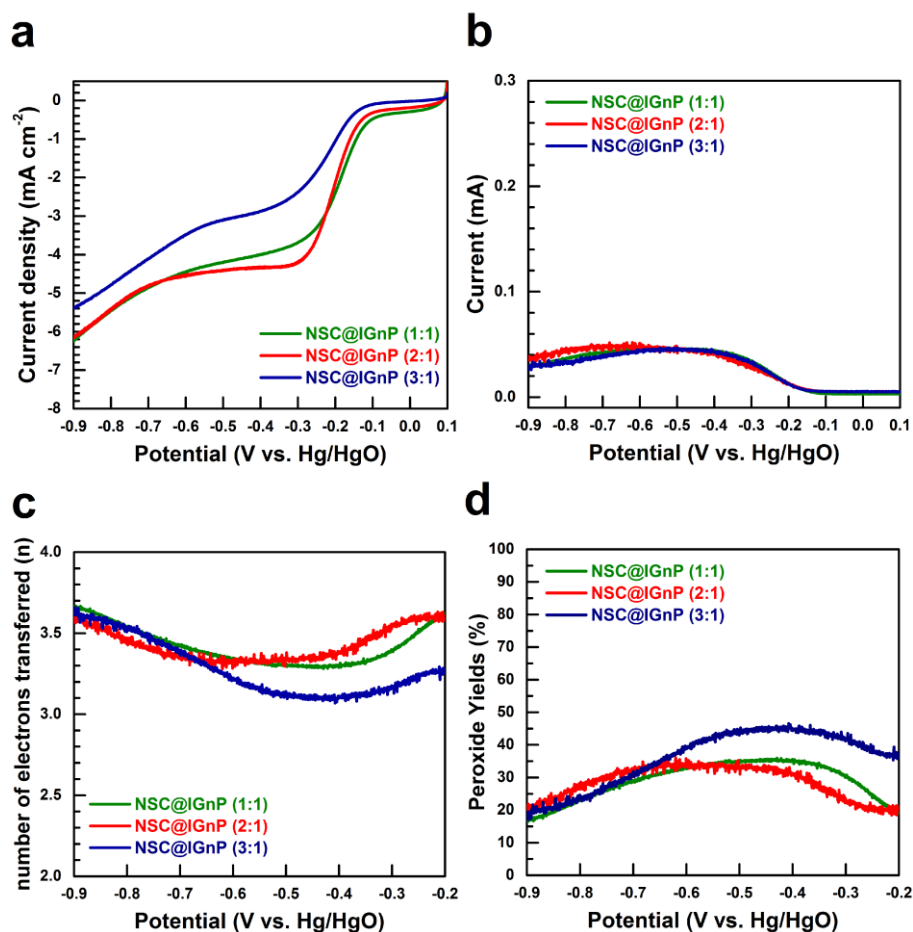 a
0
-1
-2
-3
-4
-5
-6
-7
-8
Current density (mA cm-2)
NSC@IGnP (1:1)
NSC@IGnP (2:1)
NSC@IGnP (3:1)
-0.9 -0.8 -0.7 -0.6 -0.5 -0.4 -0.3 -0.2 -0.1 0.0 0.1
Potential (V vs. Hg/HgO)
b
0.3
0.2
0.1
0.0
Current (mA)
NSC@IGnP (1:1)
NSC@IGnP (2:1)
NSC@IGnP (3:1)
-0.9 -0.8 -0.7 -0.6 -0.5 -0.4 -0.3 -0.2 -0.1 0.0 0.1
Potential (V vs. Hg/HgO)
c
4.0
3.5
3.0
2.5
2.0
number of electrons transferred (n)
NSC@IGnP (1:1)
NSC@IGnP (2:1)
NSC@IGnP (3:1)
-0.9 -0.8 -0.7 -0.6 -0.5 -0.4 -0.3 -0.2
Potential (V vs. Hg/HgO)
d
100
90
80
70
60
50
40
30
20
10
0
Peroxide Yields (%)
NSC@IGnP (1:1)
NSC@IGnP (2:1)
NSC@IGnP (3:1)
-0.9 -0.8 -0.7 -0.6 -0.5 -0.4 -0.3 -0.2
Potential (V vs. Hg/HgO)